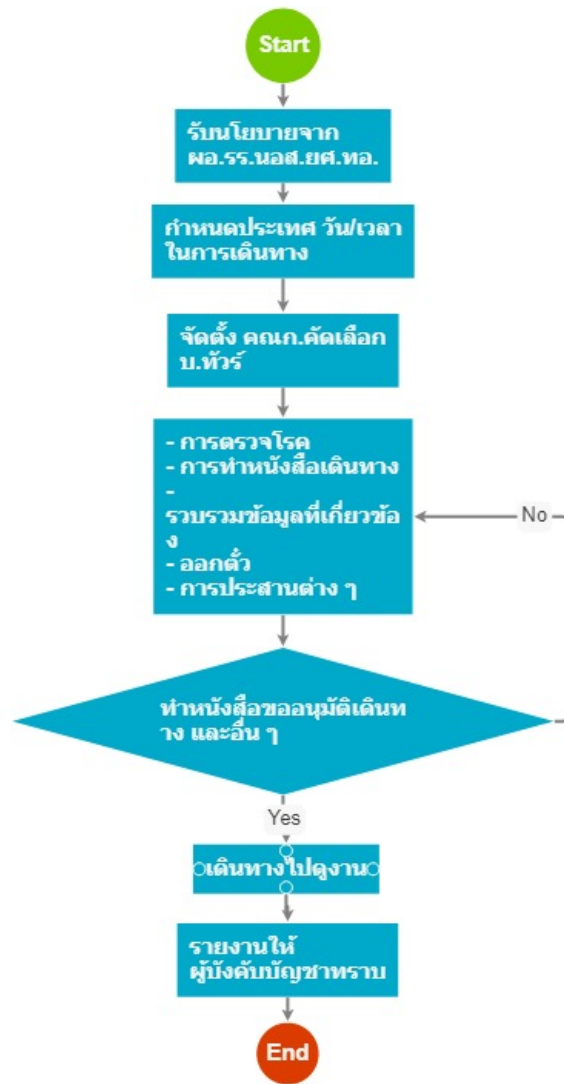 Start
รับนโยบายจาก
ผอ.รร.นอส.ยศ.ทอ.
กำหนดประเทศ วัน/เวลา
ในการเดินทาง
จัดตั้ง คณก.คัดเลือก
บ.ทัวร์
- การตรวจโรค
- การทำหนังสือเดินทาง
-
รวบรวมข้อมูลที่เกี่ยวข้อ
ง
- ออกตั๋ว
- การประสานต่าง ๆ
No
ทำหนังสือขออนุมัติเดินท
าง และอื่น ๆ
Yes
เดินทางไปดูงาน
รายงานให้
ผู้บังคับบัญชาทราบ
End